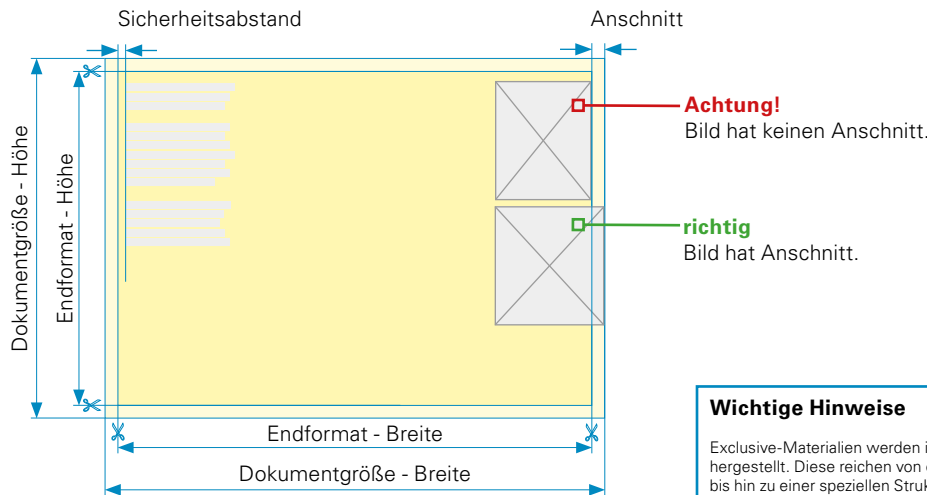 Sicherheitsabstand
Anschnitt
Dokumentgröße - Höhe
Endformat - Höhe
Achtung!
Bild hat keinen Anschnitt.
richtig
Bild hat Anschnitt.
Endformat - Breite
Dokumentgröße - Breite
Wichtige Hinweise
Exclusive-Materialien werden
hergestellt. Diese reichen von
bis hin zu einer speziellen